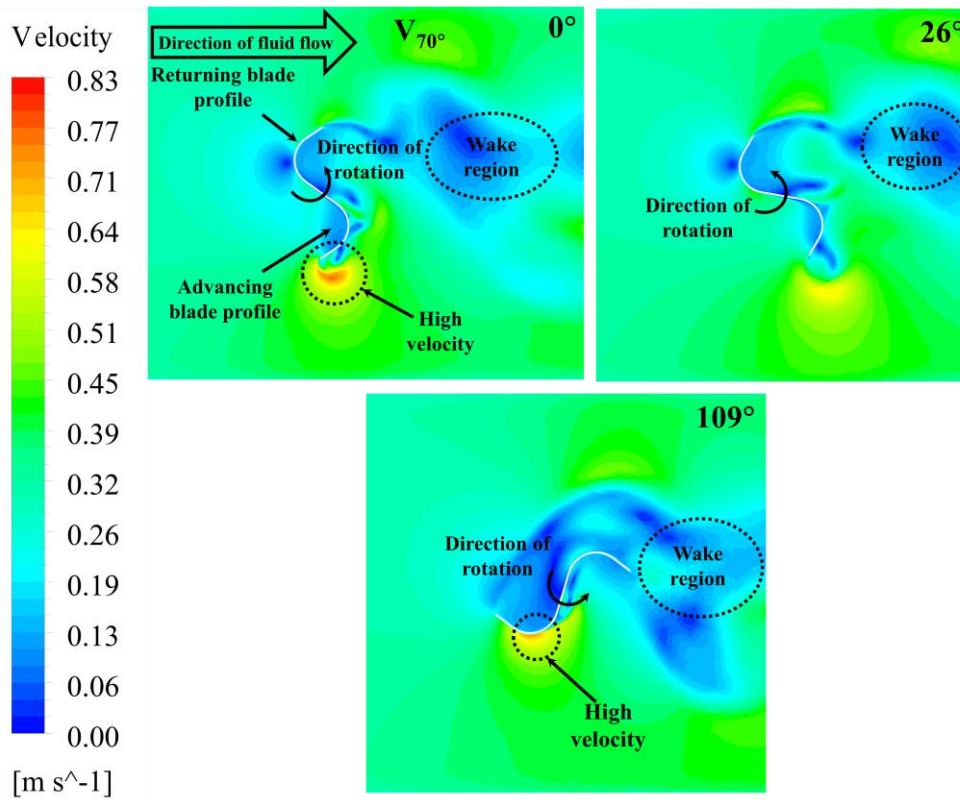 Velocity
0.83
0.77
0.71
0.64
0.58
0.52
0.45
0.39
0.32
0.26
0.19
0.13
0.06
0.00
[m s^-1]
Direction of fluid flow
V70°
0°
Returning blade
profile
Direction of
rotation
Wake
region
Advancing
blade profile
High
velocity
26°
Wake
region
Direction of
rotation
109°
Direction of
rotation
Wake
region
High
velocity